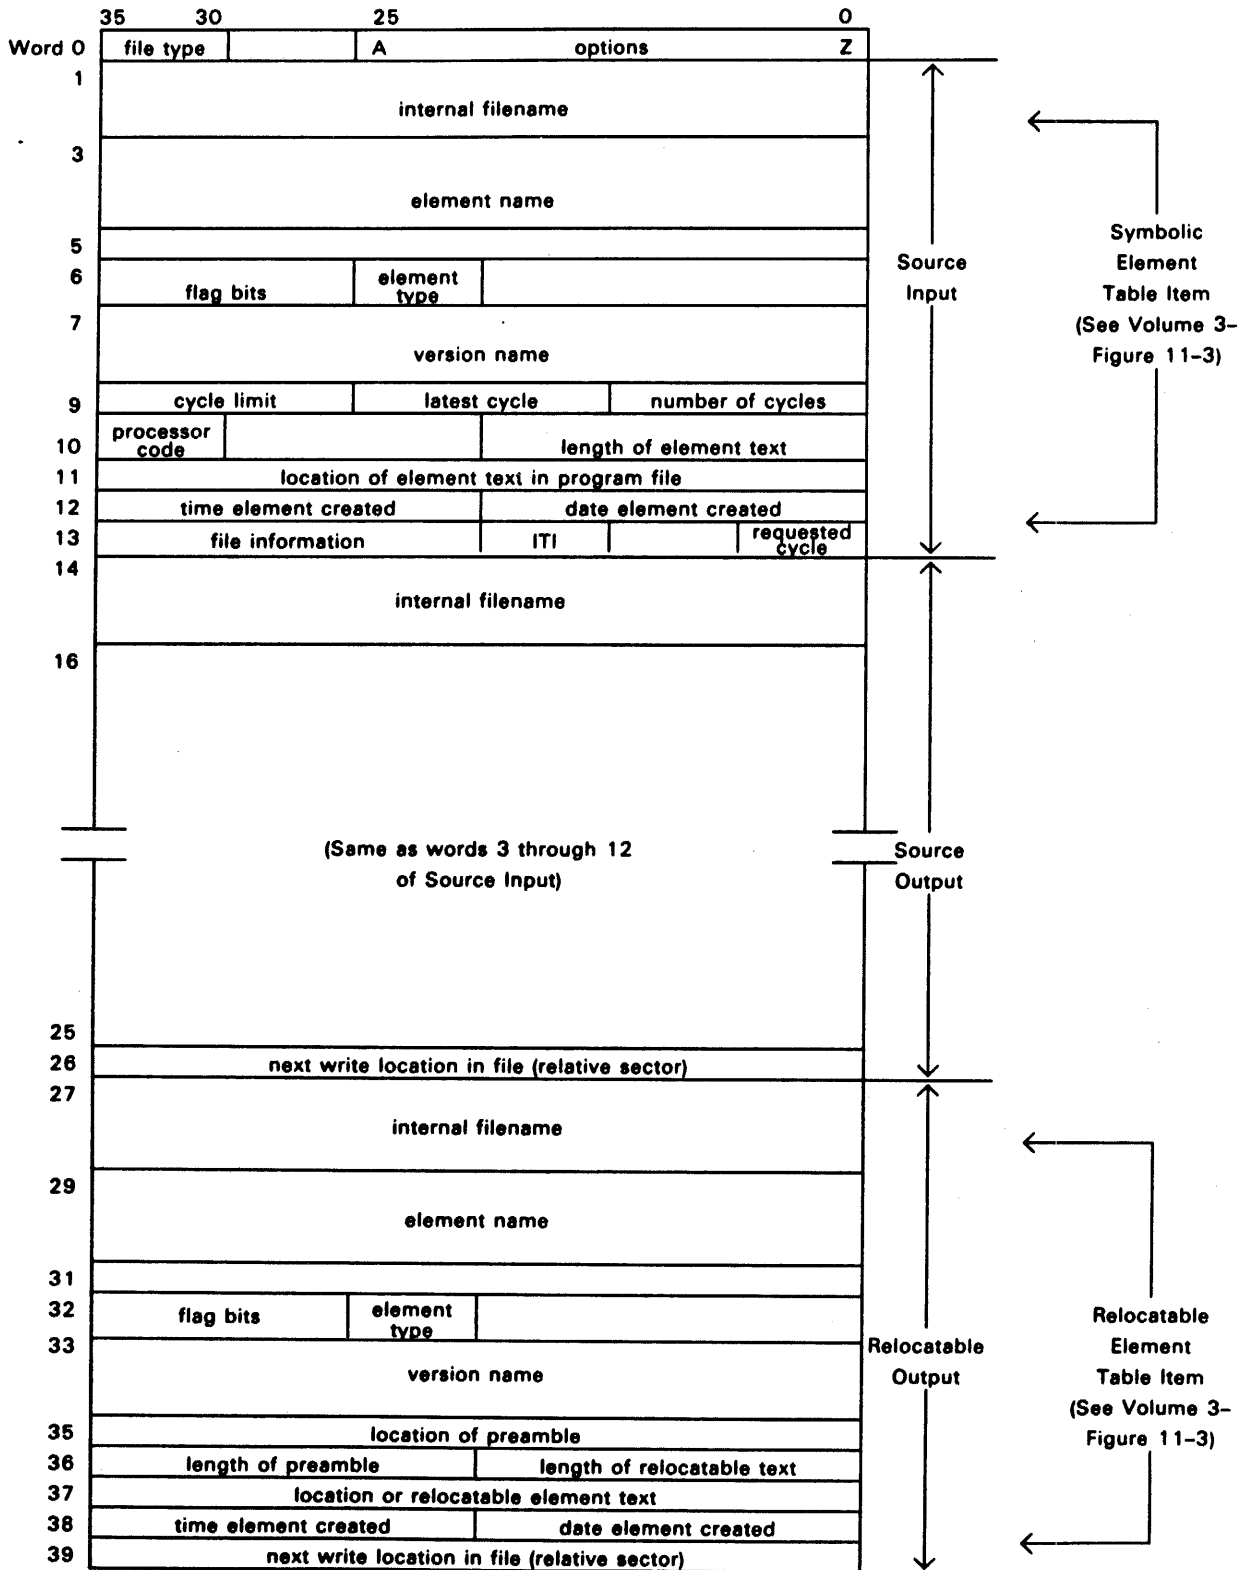 35 30 25 0
Word 0 file type A options Z
1
internal filename
3
element name
5
6 flag bits element type
7
version name
9 cycle limit latest cycle number of cycles
10 processor code length of element text
11 location of element text in program file
12 time element created date element created
13 file information ITI requested cycle
Source
Input
Symbolic
Element
Table Item
(See Volume 3-
Figure 11-3)
14
internal filename
16
(Same as words 3 through 12
of Source Input)
Source
Output
25
26 next write location in file (relative sector)
27
internal filename
29
element name
31
32 flag bits element type
33
version name
35 location of preamble
36 length of preamble length of relocatable text
37 location or relocatable element text
38 time element created date element created
39 next write location in file (relative sector)
Relocatable
Output
Relocatable
Element
Table Item
(See Volume 3-
Figure 11-3)